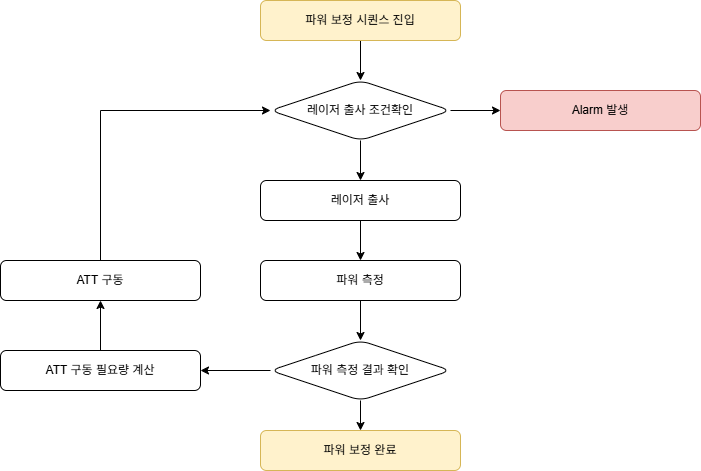 파워 보정 시퀀스 진입
레이저 출사 조건확인
Alarm 발생
레이저 출사
ATT 구동
파워 측정
ATT 구동 필요량 계산
파워 측정 결과 확인
파워 보정 완료